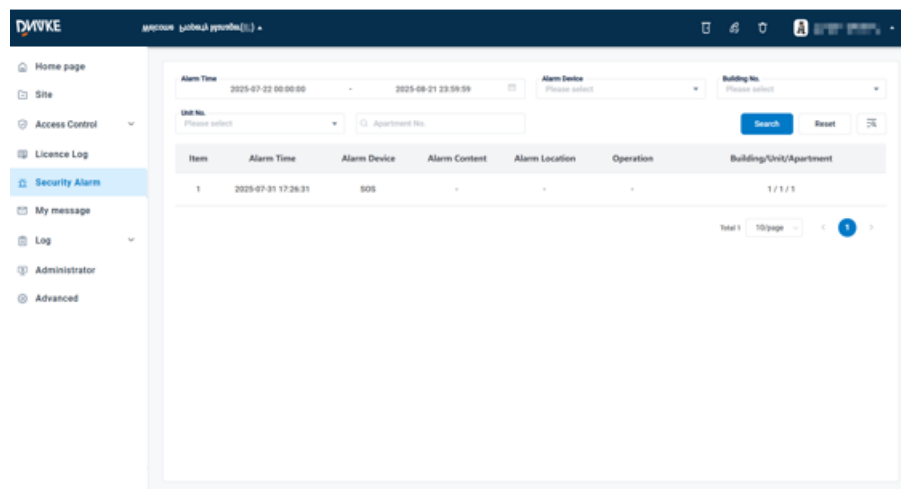 DNAKE
Welcome Property Manager(
Home page
Site
Access Control
Licence Log
Security Alarm
My message
Log
Administrator
Advanced
Alarm Time
2025-07-22 00:00:00 - 2025-08-21 23:59:59
Alarm Device
Please select
Building No.
Please select
Unit No.
Please select
Apartment No.
Search Reset
Item Alarm Time Alarm Device Alarm Content Alarm Location Operation Building/Unit/Apartment
1 2025-07-31 17:26:31 SOS - - - 1 / 1 / 1
Total 1 10/page < 1 >